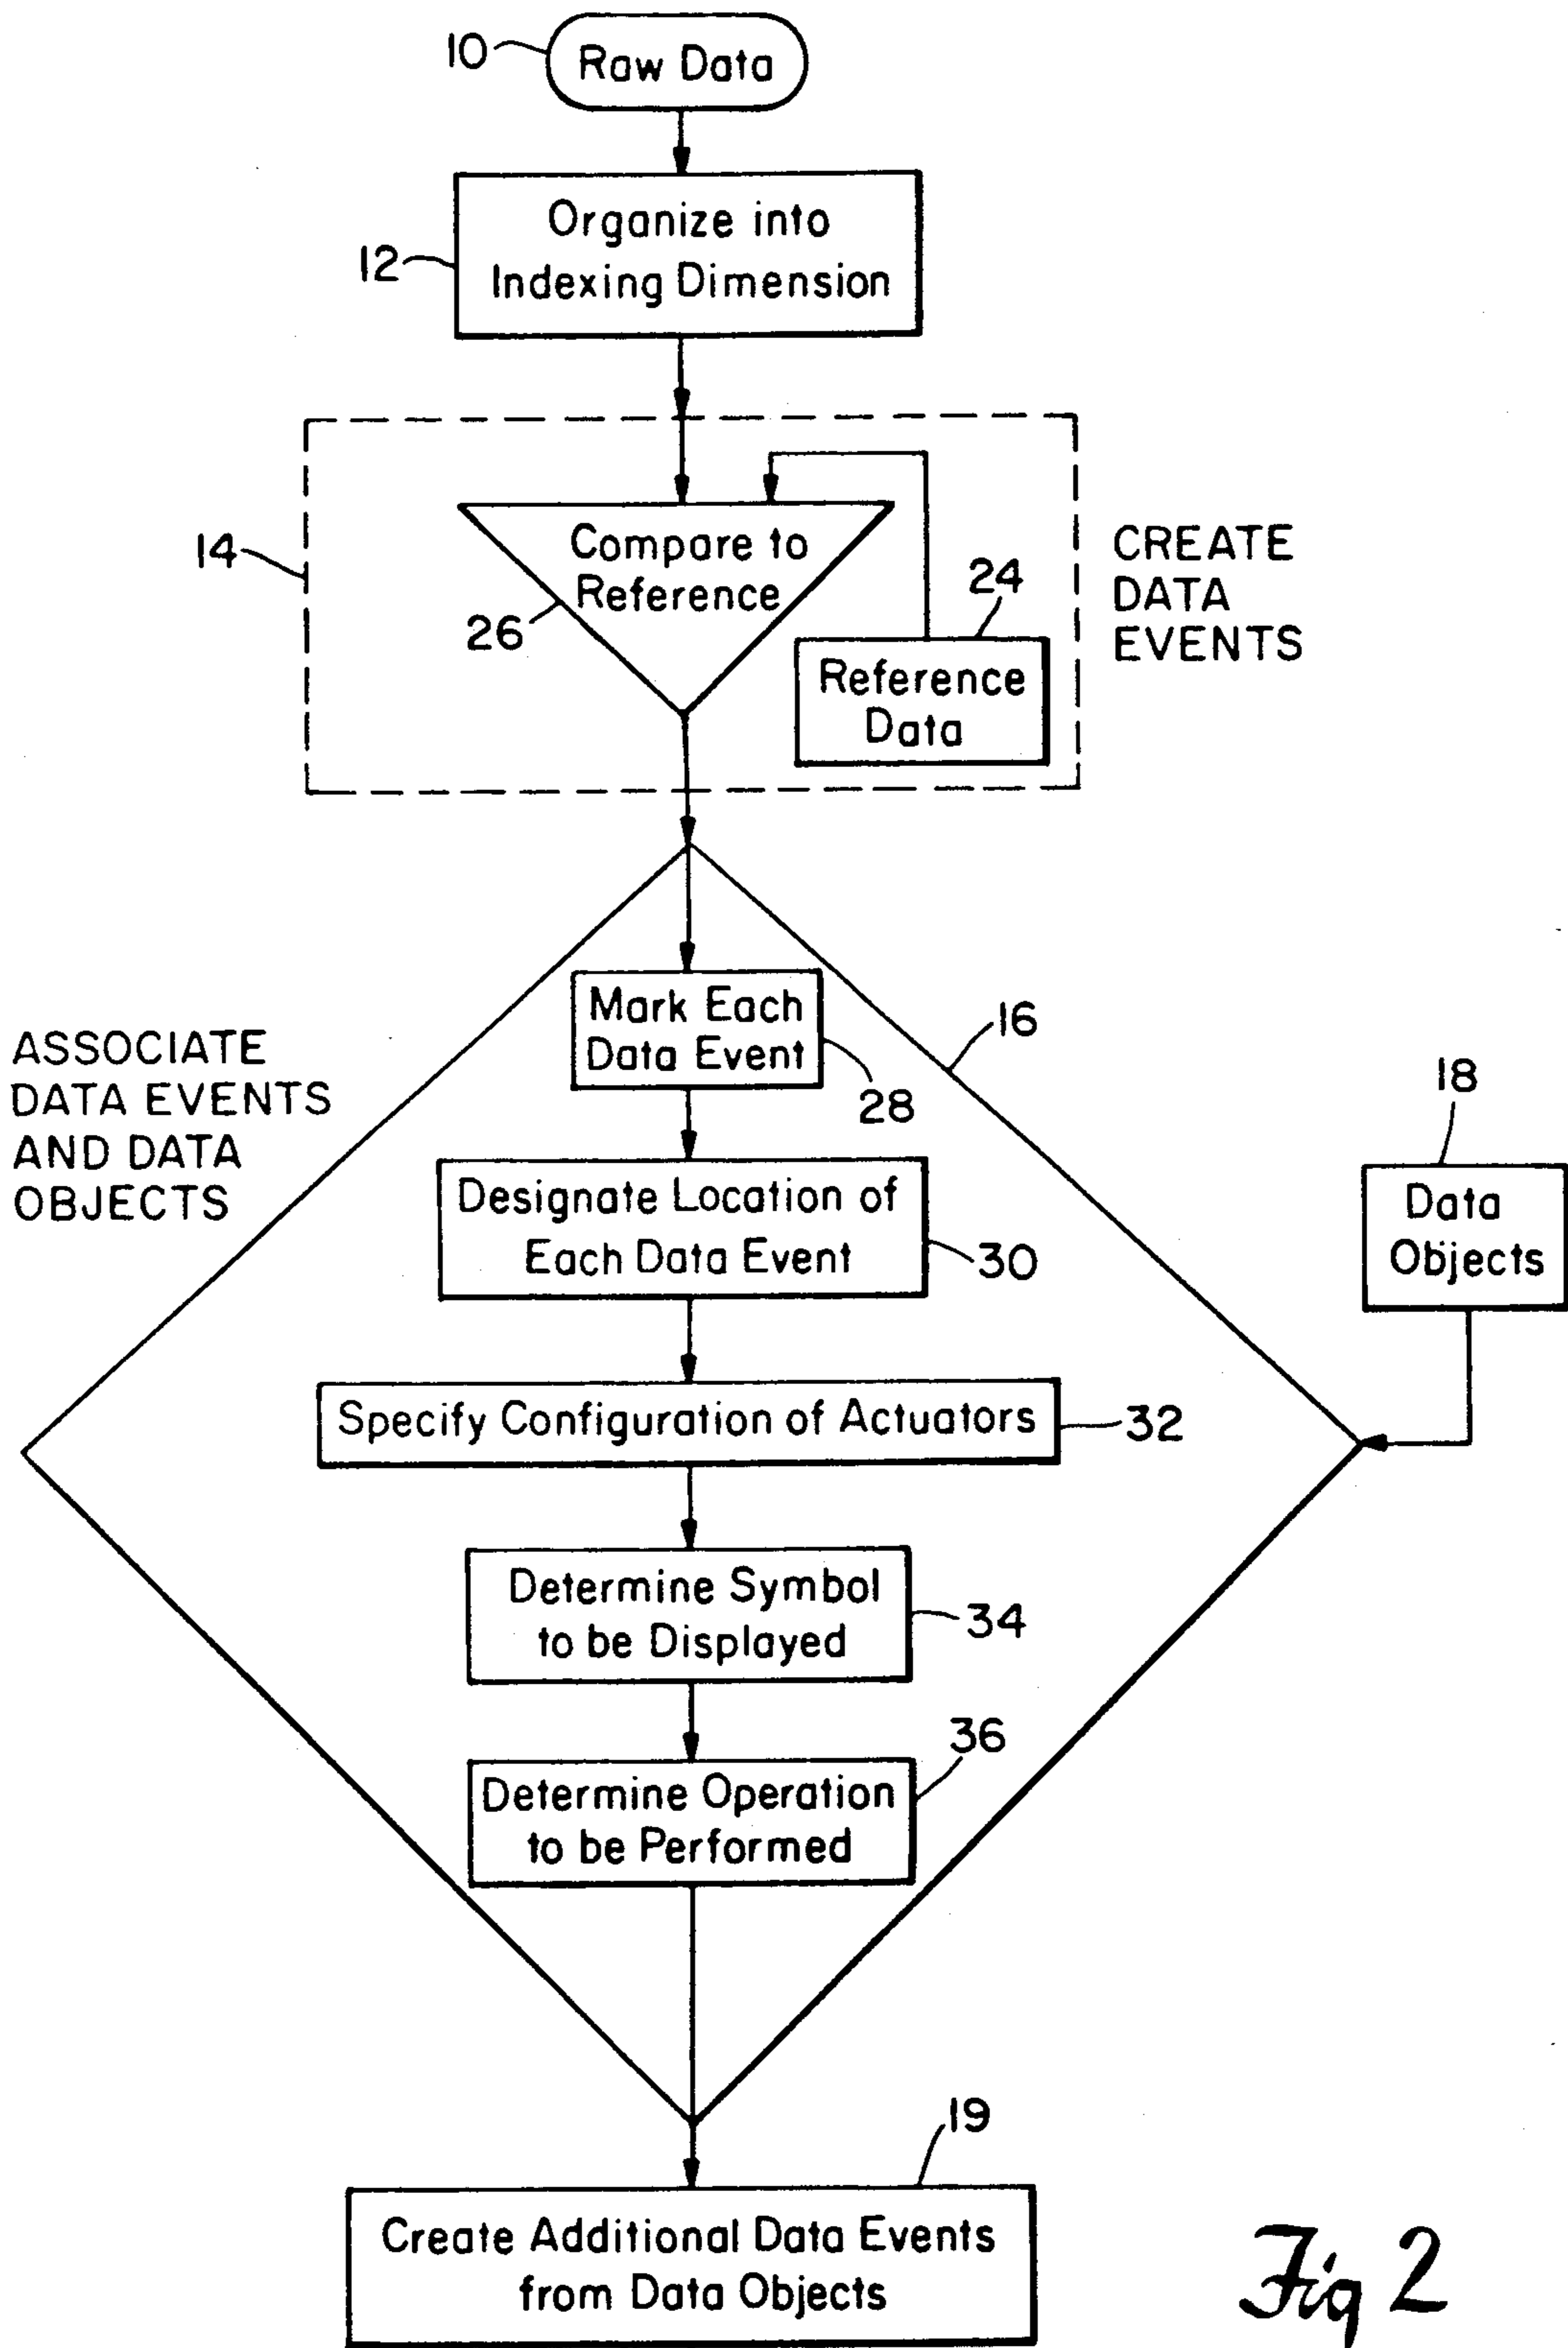 10
Raw Data
12
Organize into
Indexing Dimension
14
Compare to
Reference
26
24
Reference
Data
CREATE
DATA
EVENTS
ASSOCIATE
DATA EVENTS
AND DATA
OBJECTS
Mark Each
Data Event
28
16
18
Data
Objects
Designate Location of
Each Data Event
30
Specify Configuration of Actuators
32
Determine Symbol
to be Displayed
34
36
Determine Operation
to be Performed
19
Create Additional Data Events
from Data Objects
Fig 2